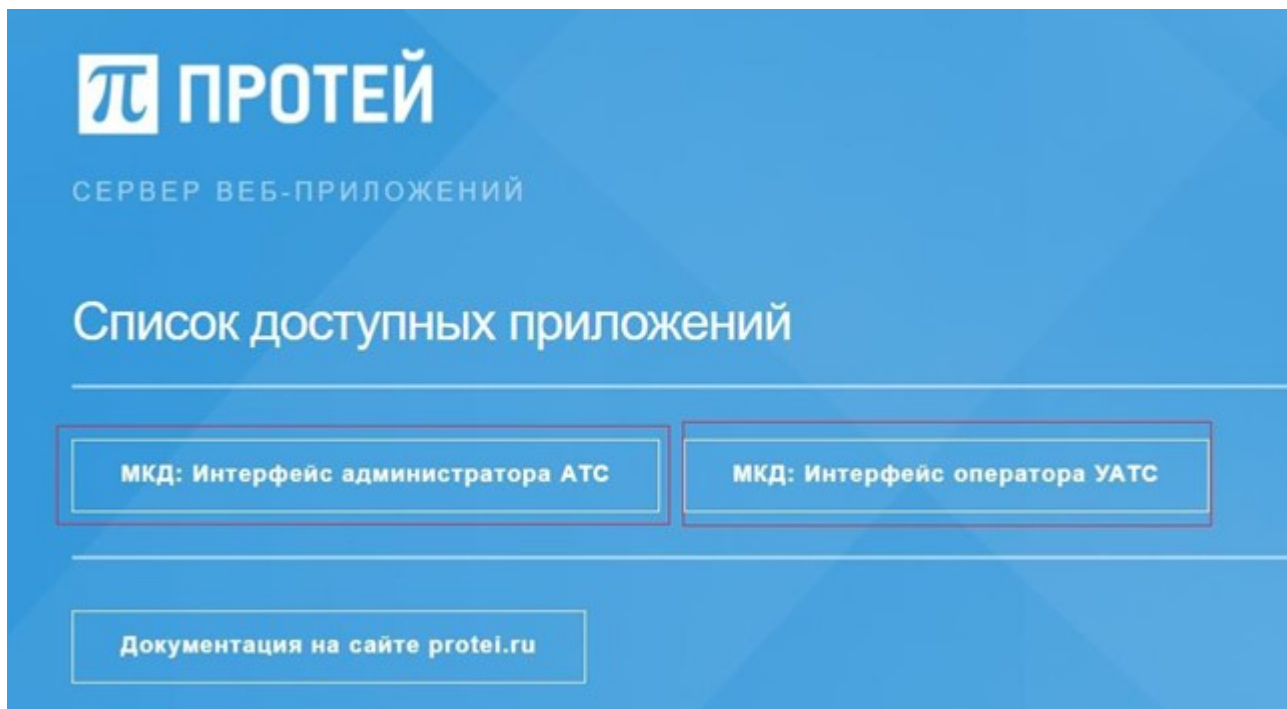 π ПРОТЕЙ
СЕРВЕР ВЕБ-ПРИЛОЖЕНИЙ
Список доступных приложений
МКД: Интерфейс администратора АТС
МКД: Интерфейс оператора УАТС
Документация на сайте protei.ru